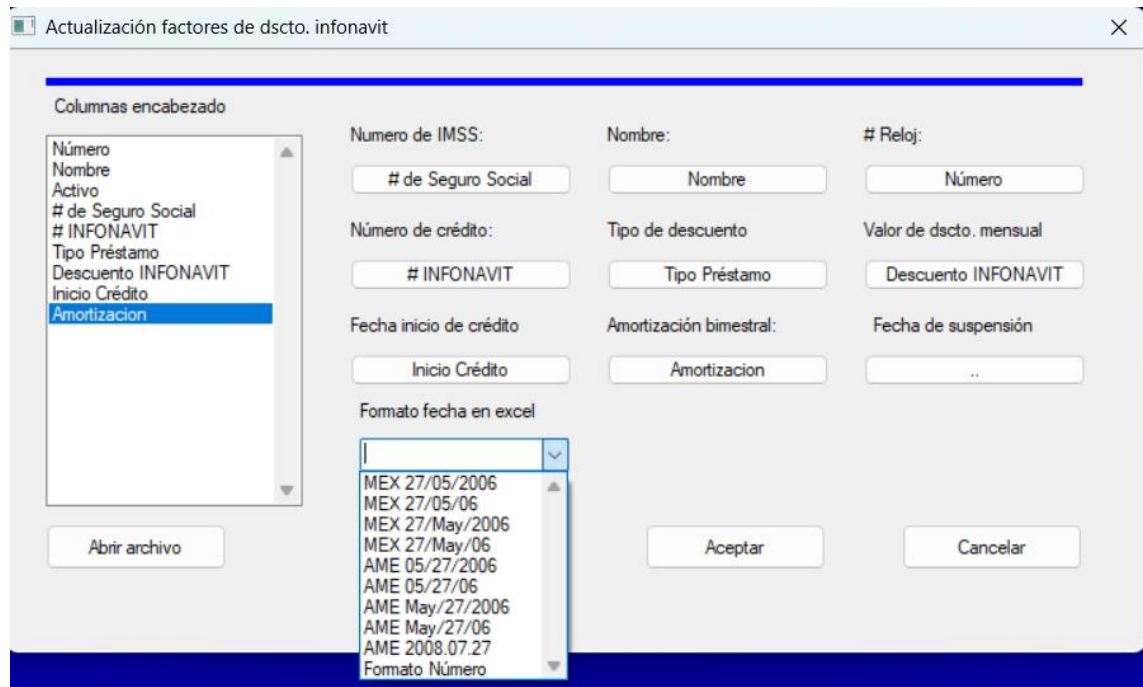 Actualización factores de dscto. infonavit
Columnas encabezado
Número
Nombre
Activo
# de Seguro Social
# INFONAVIT
Tipo Préstamo
Descuento INFONAVIT
Inicio Crédito
Amortizacion
Abrir archivo
Numero de IMSS:
# de Seguro Social
Nombre:
Nombre
# Reloj:
Número
Número de crédito:
# INFONAVIT
Tipo de descuento
Tipo Préstamo
Valor de dscto. mensual
Descuento INFONAVIT
Fecha inicio de crédito
Inicio Crédito
Amortización bimestral:
Amortizacion
Fecha de suspensión
..
Formato fecha en excel
MEX 27/05/2006
MEX 27/05/06
MEX 27/May/2006
MEX 27/May/06
AME 05/27/2006
AME 05/27/06
AME May/27/2006
AME May/27/06
AME 2008.07.27
Formato Número
Aceptar
Cancelar